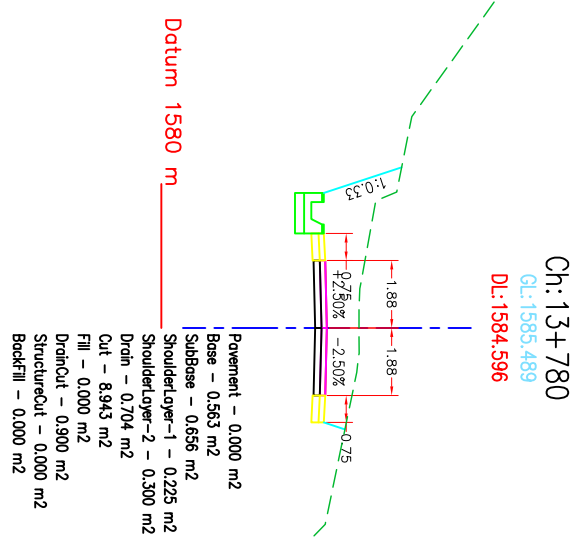 Ch:13+780
GL:1585.489
DL:1584.596
1.88
1.88
0.75
0.75
+2.50%
-2.50%
1:0.33
Datum 1580 m
Pavement - 0.000 m2
Base - 0.563 m2
SubBase - 0.656 m2
ShoulderLayer-1 - 0.225 m2
ShoulderLayer-2 - 0.300 m2
Drain - 0.704 m2
Cut - 8.943 m2
Fill - 0.000 m2
DrainCut - 0.900 m2
StructureCut - 0.000 m2
BackFill - 0.000 m2